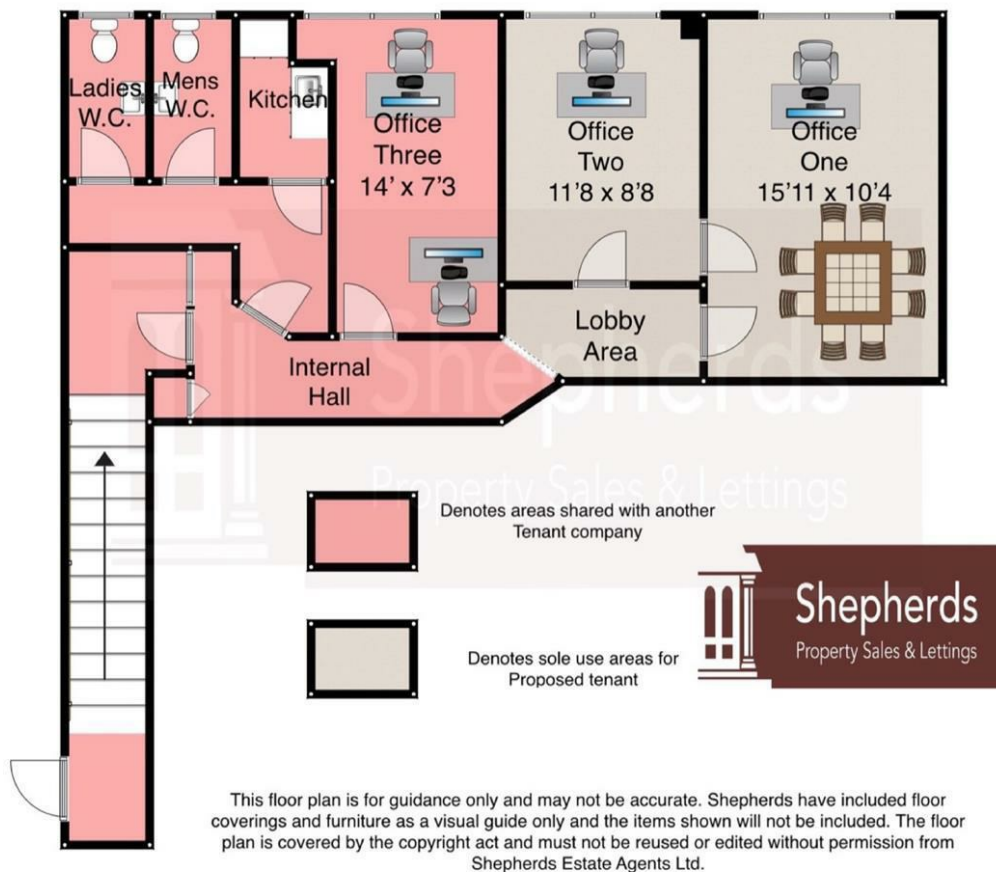 Ladies
W.C.
Mens
W.C.
Kitchen
Office
Three
14' x 7'3
Office
Two
11'8 x 8'8
Office
One
15'11 x 10'4
Lobby
Area
Internal
Hall
Shepherds
Property Sales & Lettings
Denotes areas shared with another
Tenant company
Denotes sole use areas for
Proposed tenant
Shepherds
Property Sales & Lettings
This floor plan is for guidance only and may not be accurate. Shepherds have included floor
coverings and furniture as a visual guide only and the items shown will not be included. The floor
plan is covered by the copyright act and must not be reused or edited without permission from
Shepherds Estate Agents Ltd.